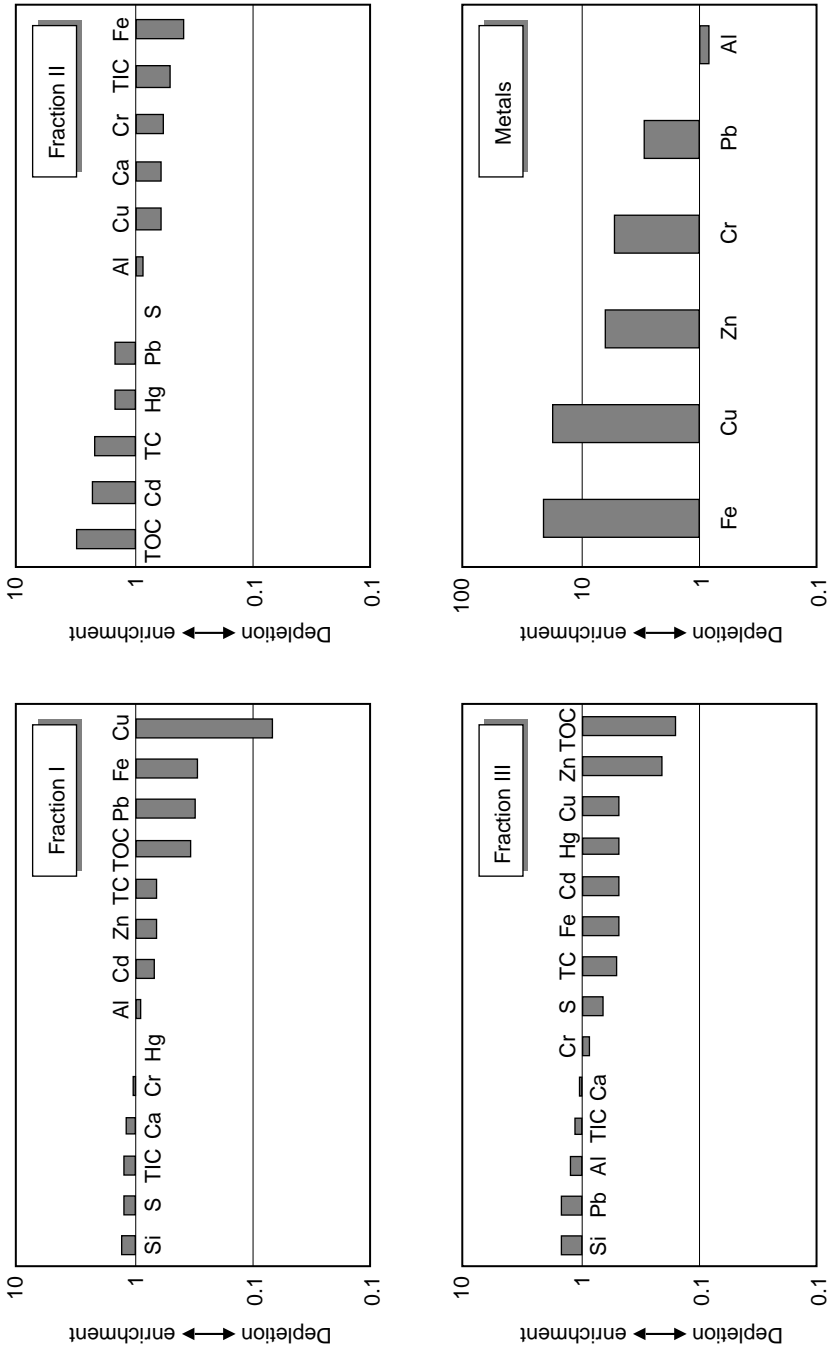 Fraction I
10
1
0.1
0.1
Depletion
enrichment
Si S TIC Ca Cr Hg Al Cd Zn TC TOC Pb Fe Cu
Fraction II
10
1
0.1
0.1
Depletion
enrichment
TOC Cd TC Hg Pb S Al Cu Ca Cr TIC Fe
Fraction III
10
1
0.1
0.1
Depletion
enrichment
Si Pb Al TIC Ca Cr S TC Fe Cd Hg Cu Zn TOC
Metals
100
10
1
0.1
Depletion
enrichment
Fe Cu Zn Cr Pb Al